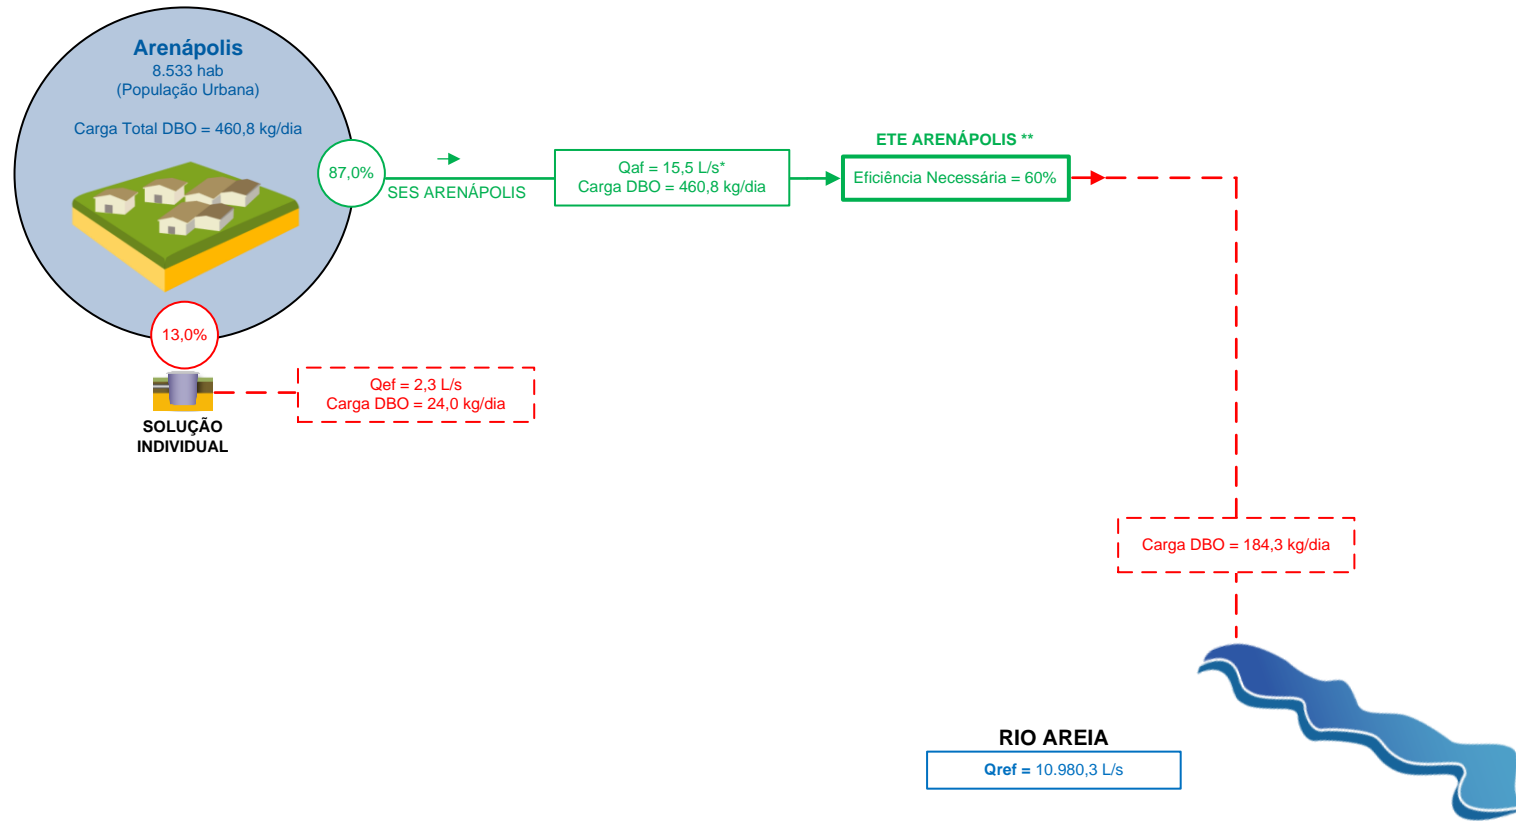 Arenápolis
8.533 hab
(População Urbana)
Carga Total DBO = 460,8 kg/dia
87,0%
SES ARENÁPOLIS
Qaf = 15,5 L/s*
Carga DBO = 460,8 kg/dia
ETE ARENÁPOLIS **
Eficiência Necessária = 60%
13,0%
SOLUÇÃO
INDIVIDUAL
Qef = 2,3 L/s
Carga DBO = 24,0 kg/dia
Carga DBO = 184,3 kg/dia
RIO AREIA
Qref = 10.980,3 L/s